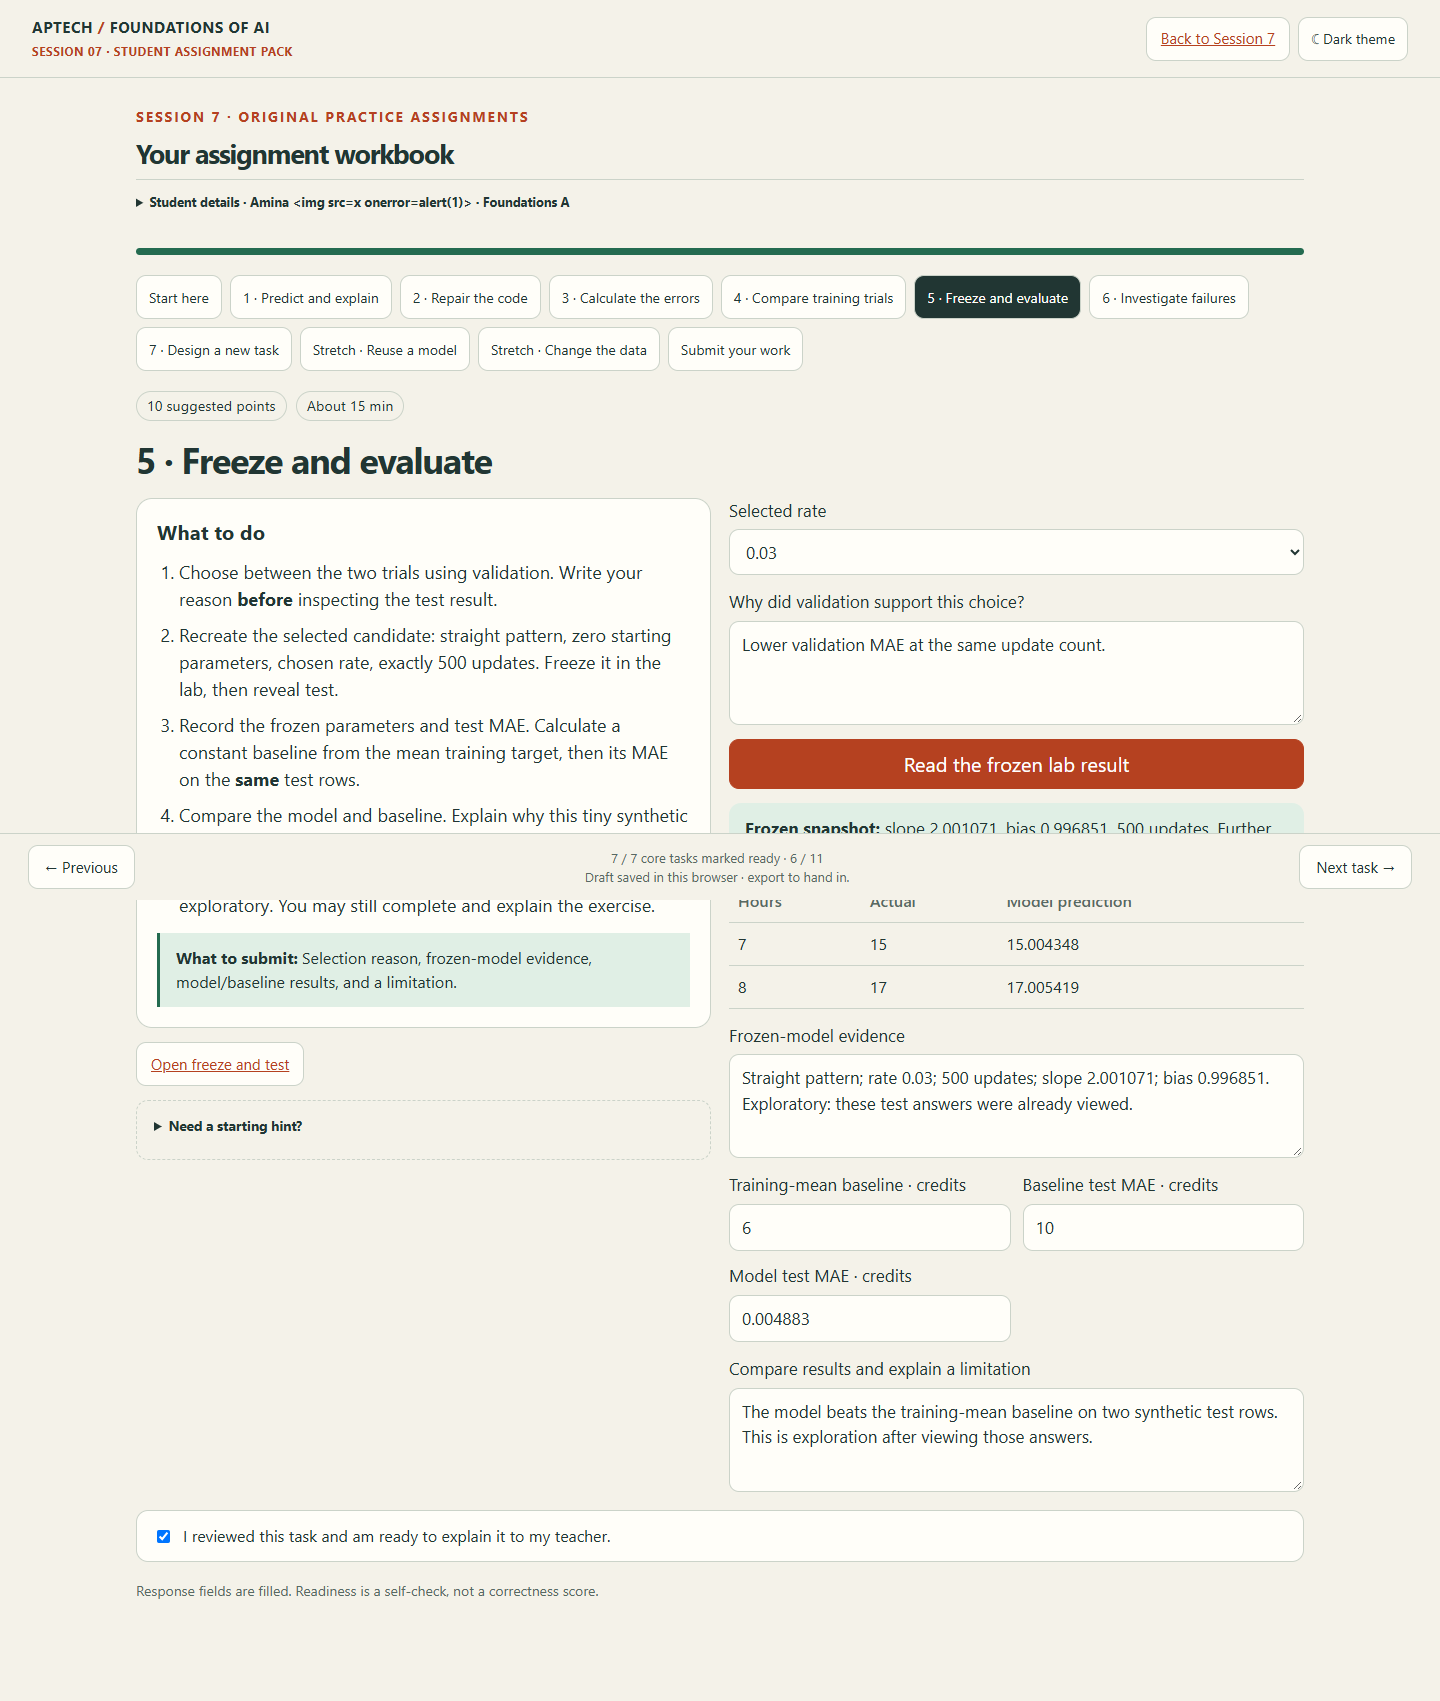 APTECH / FOUNDATIONS OF AI
SESSION 07 · STUDENT ASSIGNMENT PACK
Back to Session 7
☾ Dark theme
SESSION 7 · ORIGINAL PRACTICE ASSIGNMENTS
Your assignment workbook
▶ Student details · Amina <img src=x onerror=alert(1)> · Foundations A
Start here
1 · Predict and explain
2 · Repair the code
3 · Calculate the errors
4 · Compare training trials
5 · Freeze and evaluate
6 · Investigate failures
7 · Design a new task
Stretch · Reuse a model
Stretch · Change the data
Submit your work
10 suggested points
About 15 min
5 · Freeze and evaluate
What to do
1. Choose between the two trials using validation. Write your
reason before inspecting the test result.
2. Recreate the selected candidate: straight pattern, zero starting
parameters, chosen rate, exactly 500 updates. Freeze it in the
lab, then reveal test.
3. Record the frozen parameters and test MAE. Calculate a
constant baseline from the mean training target, then its MAE
on the same test rows.
4. Compare the model and baseline. Explain why this tiny synthetic
exploratory. You may still complete and explain the exercise.
What to submit: Selection reason, frozen-model evidence,
model/baseline results, and a limitation.
Open freeze and test
▶ Need a starting hint?
Selected rate
0.03
Why did validation support this choice?
Lower validation MAE at the same update count.
Read the frozen lab result
Frozen snapshot: slope 2.001071, bias 0.996851, 500 updates. Further
Hours Actual Model prediction
7 15 15.004348
8 17 17.005419
Frozen-model evidence
Straight pattern; rate 0.03; 500 updates; slope 2.001071; bias 0.996851.
Exploratory: these test answers were already viewed.
Training-mean baseline · credits
6
Baseline test MAE · credits
10
Model test MAE · credits
0.004883
Compare results and explain a limitation
The model beats the training-mean baseline on two synthetic test rows.
This is exploration after viewing those answers.
I reviewed this task and am ready to explain it to my teacher.
Response fields are filled. Readiness is a self-check, not a correctness score.
← Previous
7 / 7 core tasks marked ready · 6 / 11
Draft saved in this browser · export to hand in.
Next task →